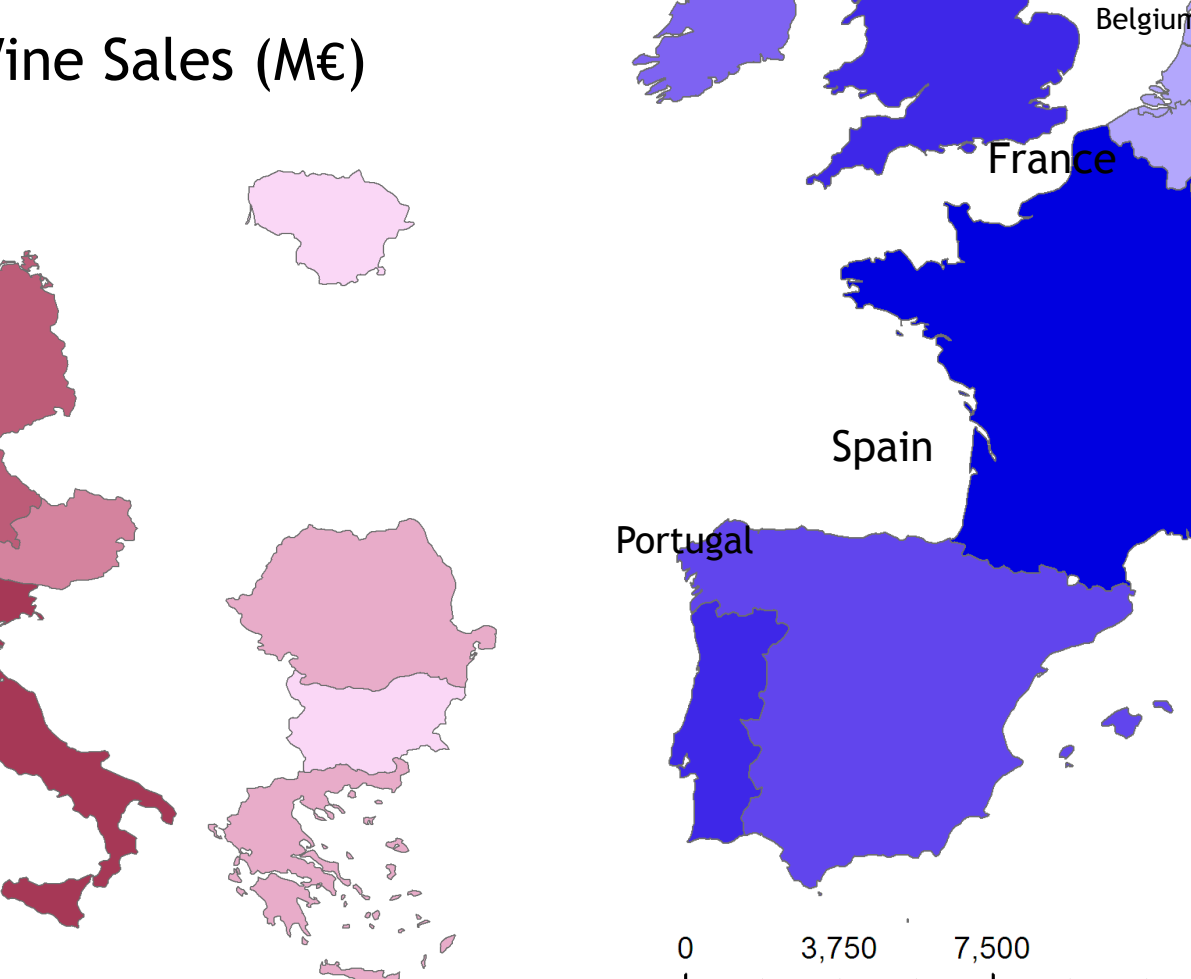 Belgium
Wine Sales (M€)
France
Spain
Portugal
0 3,750 7,500